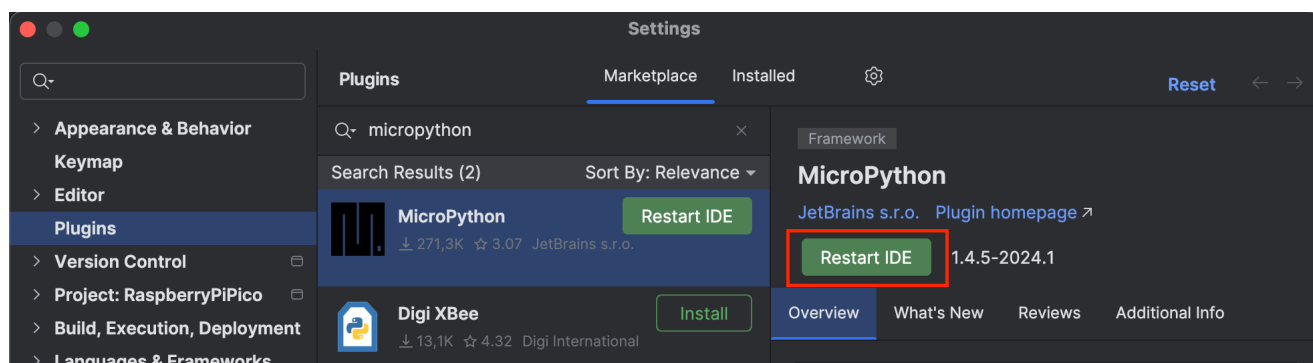 Settings
Appearance & Behavior
Keymap
Editor
Plugins
Version Control
Project: RaspberryPiPico
Build, Execution, Deployment
Languages & Frameworks
Plugins
Marketplace
Installed
Reset
micropython
Search Results (2)
Sort By: Relevance
MicroPython
Restart IDE
271,3K 3.07 JetBrains s.r.o.
Digi XBee
Install
13,1K 4.32 Digi International
Framework
MicroPython
JetBrains s.r.o. Plugin homepage
Restart IDE 1.4.5-2024.1
Overview What's New Reviews Additional Info